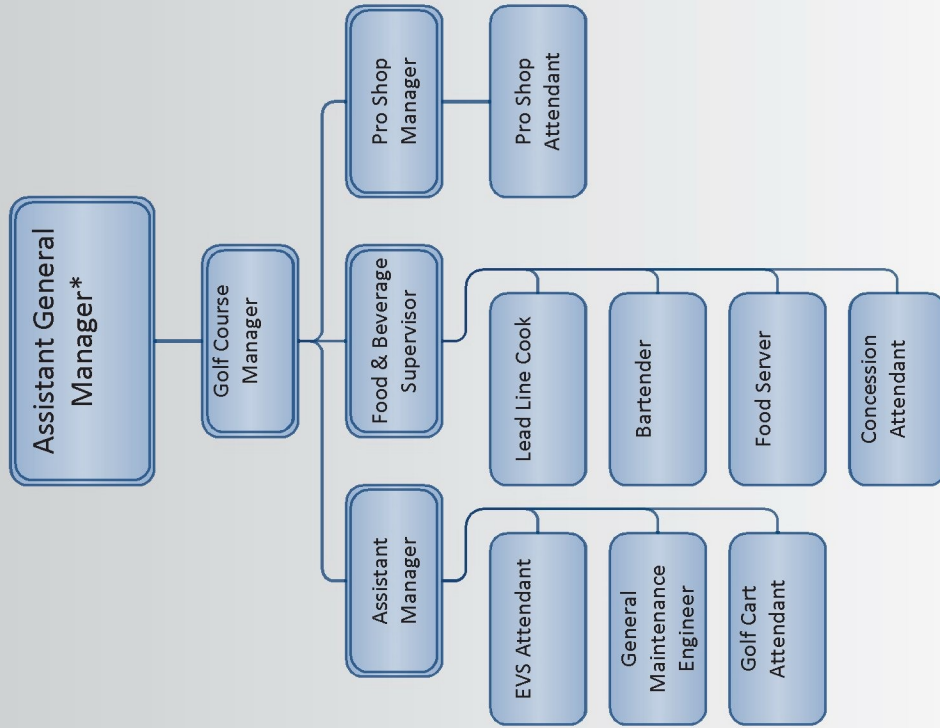 Assistant General
Manager*
Golf Course
Manager
Assistant
Manager
EVS Attendant
General
Maintenance
Engineer
Golf Cart
Attendant
Food & Beverage
Supervisor
Lead Line Cook
Bartender
Food Server
Concession
Attendant
Pro Shop
Manager
Pro Shop
Attendant